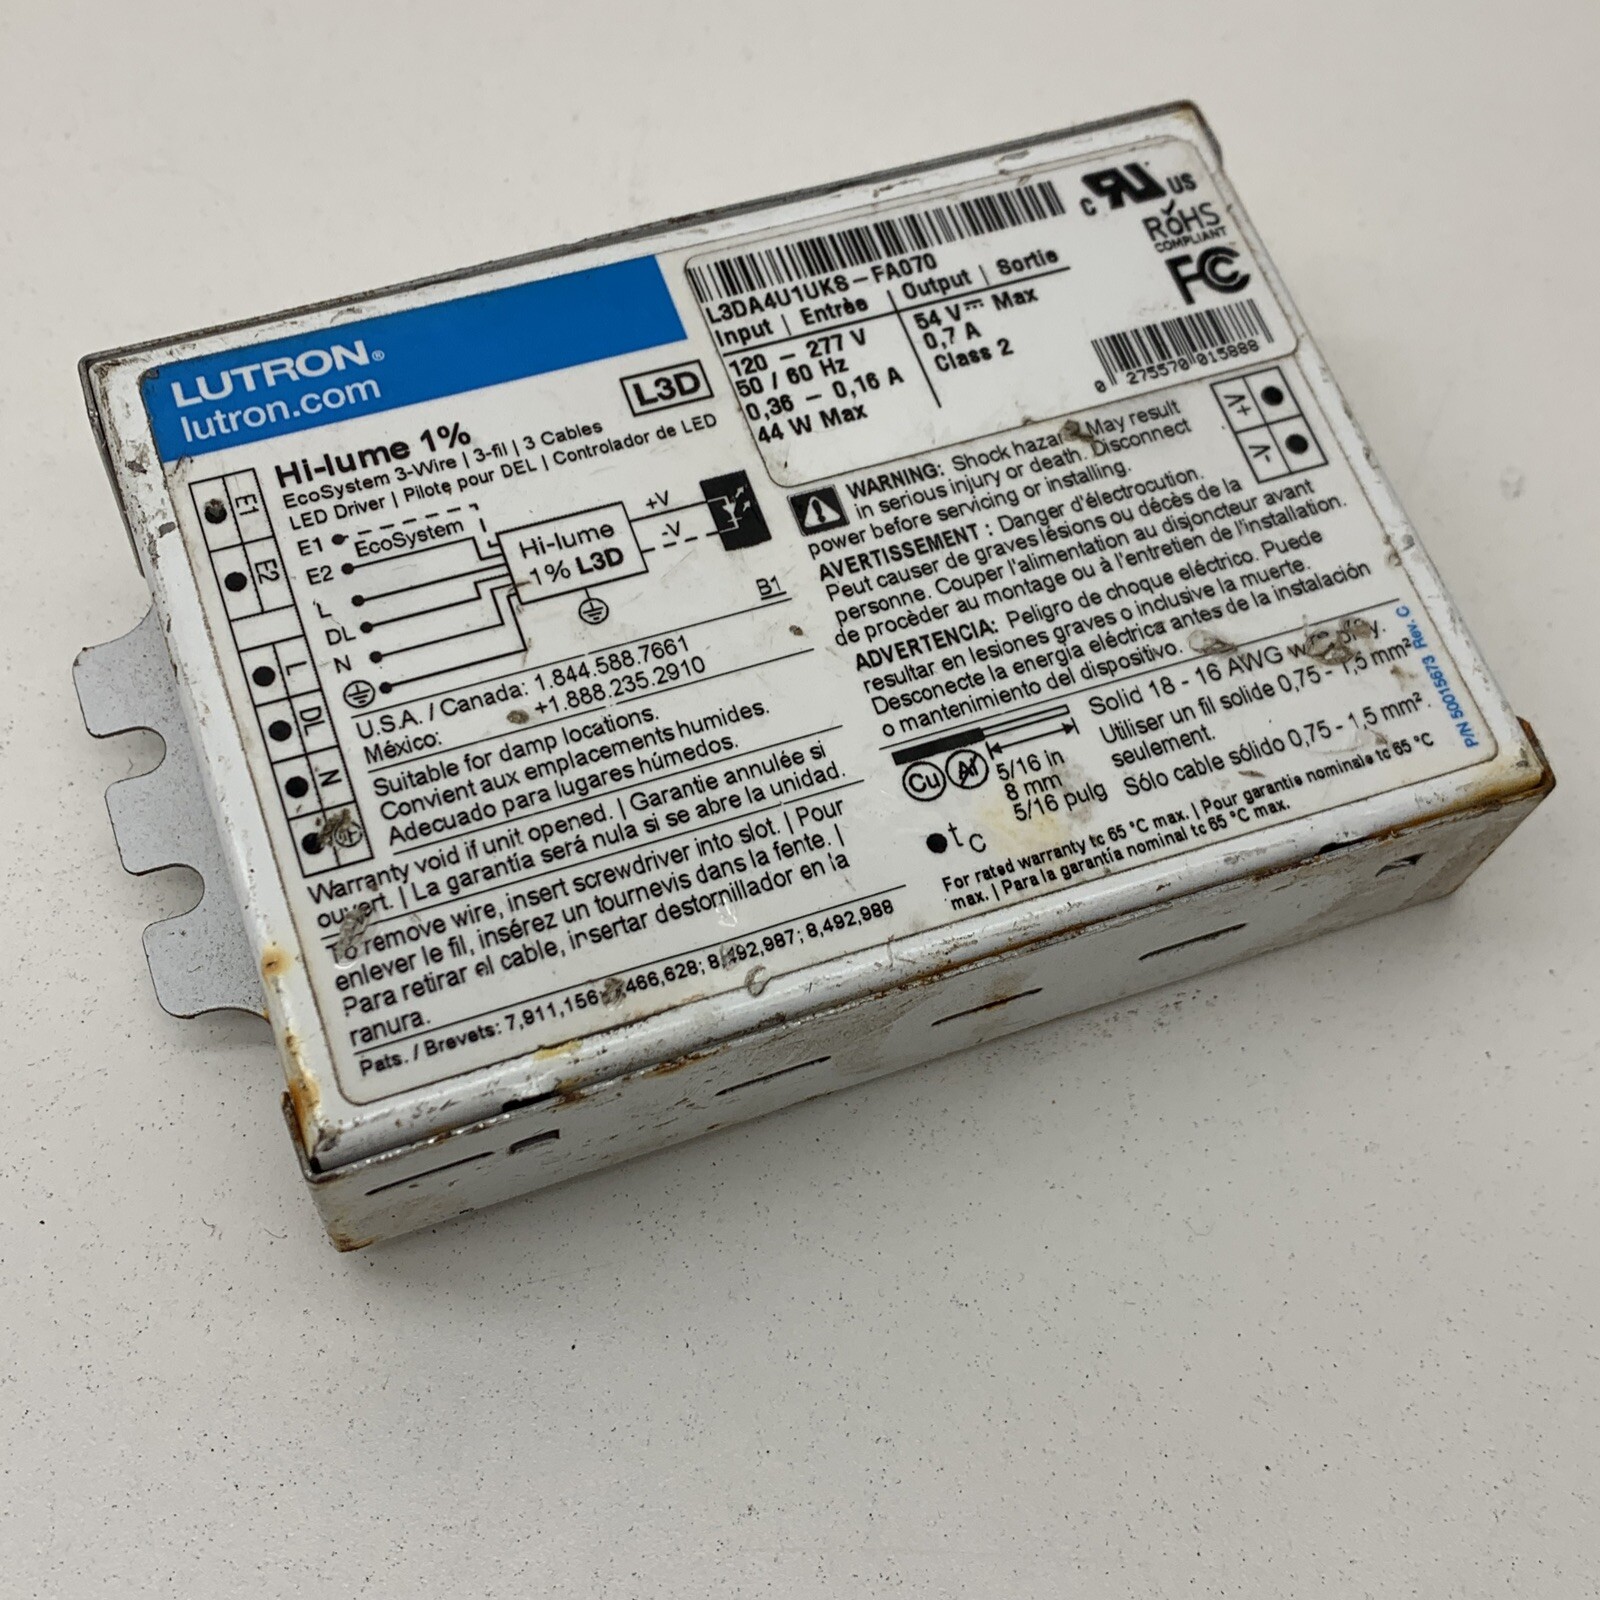 LUTRON®
lutron.com
L3D
Hi-lume 1%
EcoSystem 3-Wire | 3-fil | 3 Cables
LED Driver | Pilote pour DEL | Controlador de LED
E1
E2
L
DL
N
E1
EcoSystem
E2
L
DL
N
Hi-lume
1% L3D
+V
-V
B1
U.S.A. / Canada: 1.844.588.7661
México: +1.888.235.2910
Suitable for damp locations.
Convient aux emplacements humides.
Adecuado para lugares húmedos.
Warranty void if unit opened. | Garantie annulée si
ouvert. | La garantía será nula si se abre la unidad.
To remove wire, insert screwdriver into slot. | Pour
enlever le fil, insérez un tournevis dans la fente. |
Para retirar el cable, insertar destornillador en la
ranura.
Pats. / Brevets: 7,911,156; 466,628; 8,492,987; 8,492,988
L3DA4U1UKS-FA070
Input | Entrée
120 - 277 V
50 / 60 Hz
0,36 - 0,16 A
44 W Max
Output | Sortie
54 V Max
0,7 A
Class 2
c RU US
RoHS
COMPLIANT
FC
0 275570 015888
+V
-V
WARNING: Shock hazard May result
in serious injury or death. Disconnect
power before servicing or installing.
AVERTISSEMENT : Danger d'électrocution.
Peut causer de graves lésions ou décès de la
personne. Couper l'alimentation au disjoncteur avant
de procéder au montage ou à l'entretien de l'installation.
ADVERTENCIA: Peligro de choque eléctrico. Puede
resultar en lesiones graves o inclusive la muerte.
Desconecte la energía eléctrica antes de la instalación
o mantenimiento del dispositivo.
Cu
5/16 in
8 mm
5/16 pulg
Solid 18 - 16 AWG
Utiliser un fil solide 0,75 - 1,5 mm²
seulement.
Sólo cable sólido 0,75 - 1,5 mm².
tc
For rated warranty tc 65 °C max. | Pour garantie nominale tc 65 °C
max. | Para la garantía nominal tc 65 °C max.
P/N 50015673 Rev. C